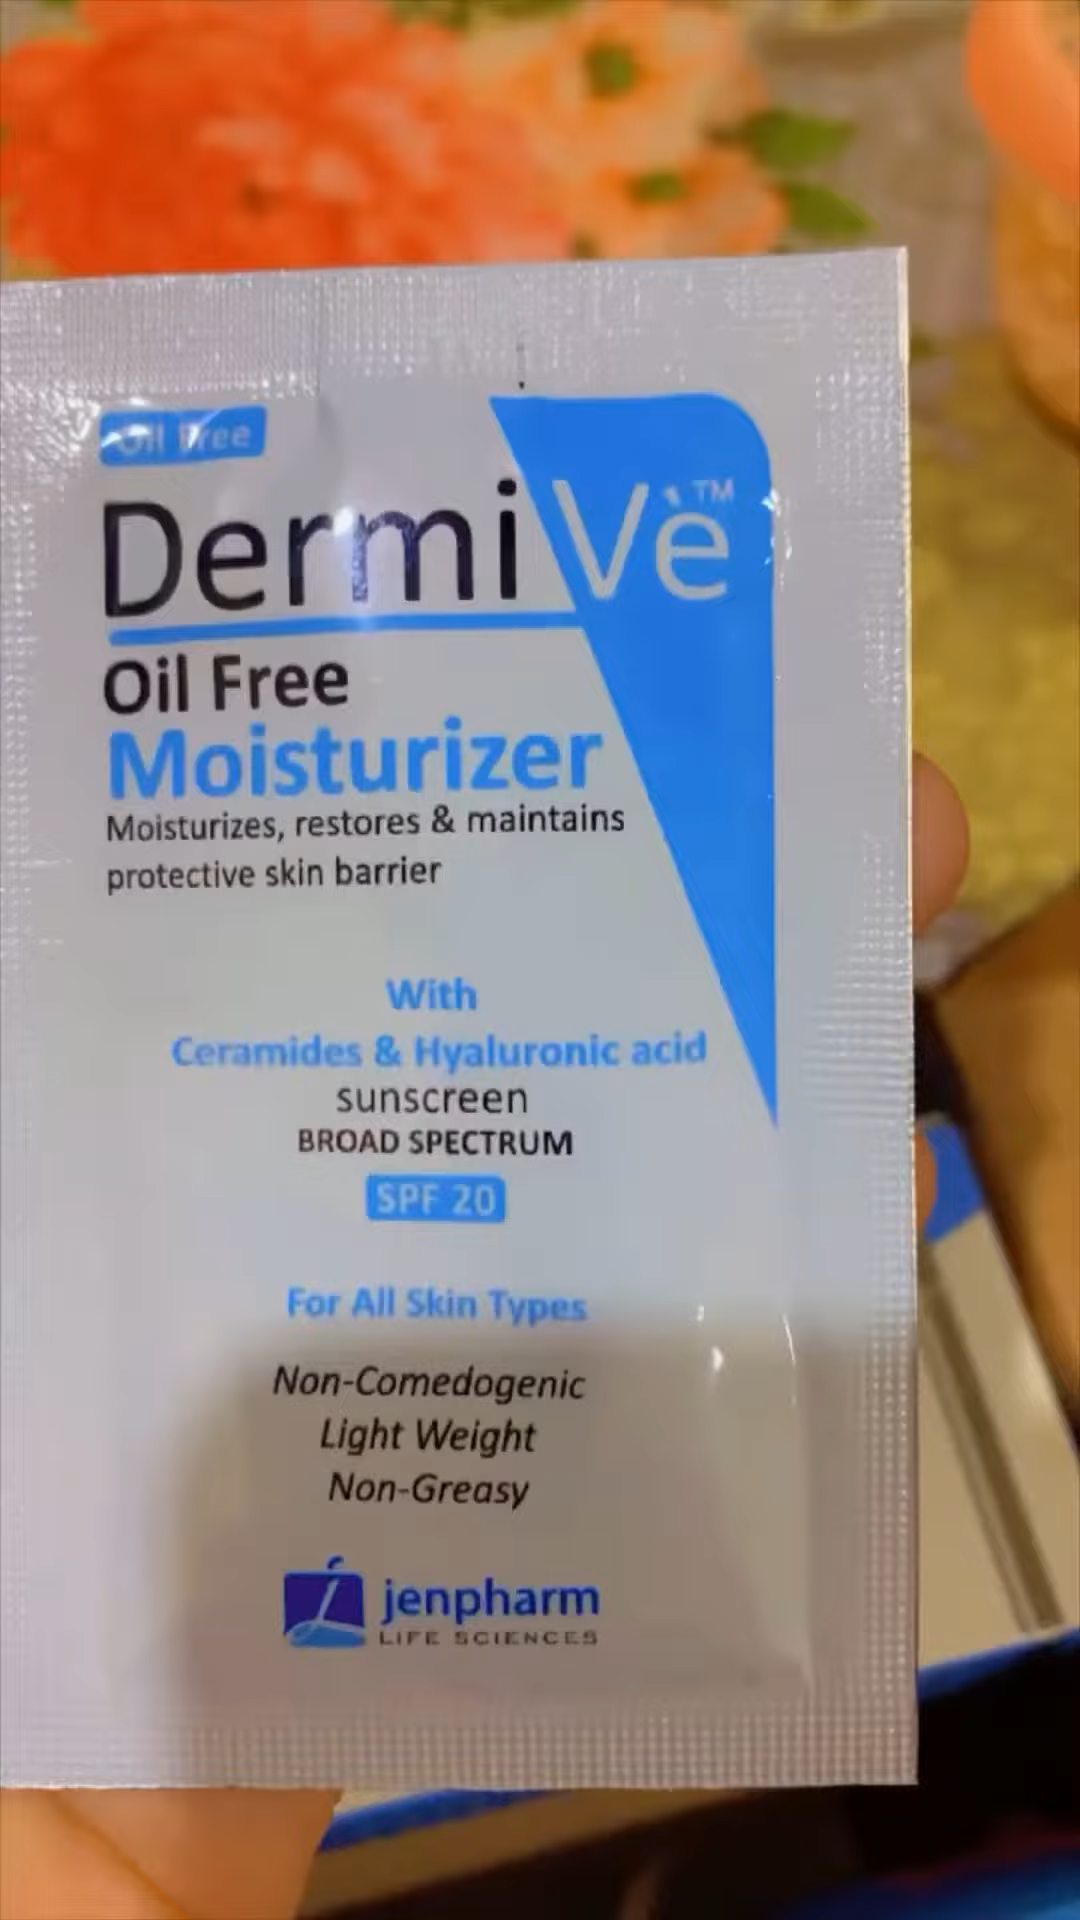 Oil Free
DermiVe™
Oil Free
Moisturizer
Moisturizes, restores & maintains
protective skin barrier
With
Ceramides & Hyaluronic acid
sunscreen
BROAD SPECTRUM
SPF 20
For All Skin Types
Non-Comedogenic
Light Weight
Non-Greasy
jenpharm
LIFE SCIENCES